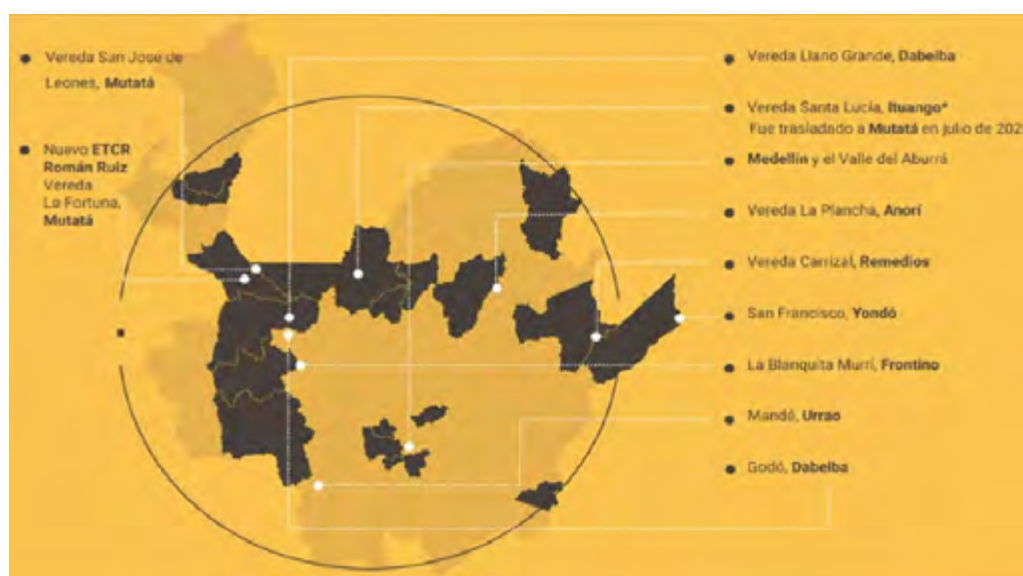 Vereda San Jose de
Leones, Mutatá
Nuevo ETCR
Román Ruiz
Vereda
La Fortuna,
Mutatá
Vereda Llano Grande, Dabeiba
Vereda Santa Lucía, Ituango*
Fue trasladado a Mutatá en julio de 202
Medellín y el Valle del Aburrá
Vereda La Plancha, Anorí
Vereda Carrizal, Remedios
San Francisco, Yondó
La Blanquita Murrí, Frontino
Mandé, Urrao
Godó, Dabeiba